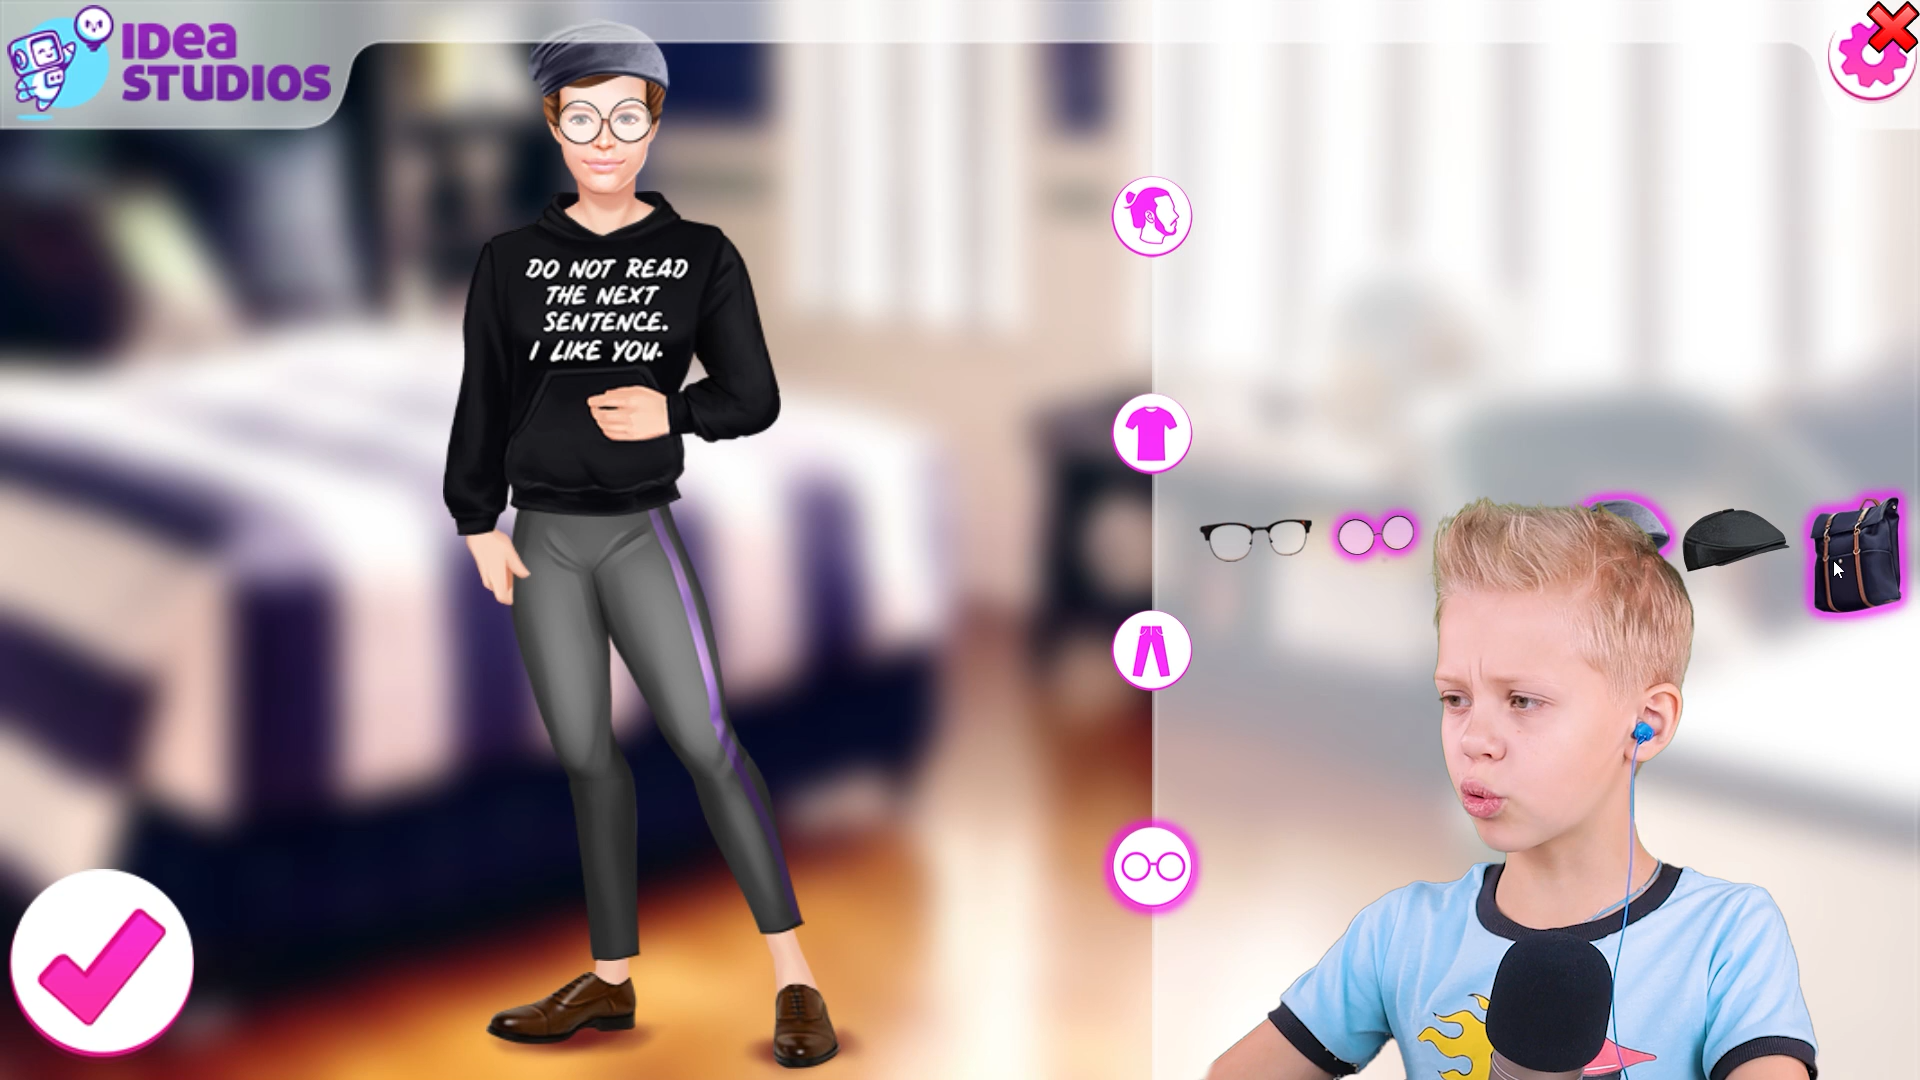 IDea
STUDIOS
DO NOT READ
THE NEXT
SENTENCE.
I LIKE YOU.